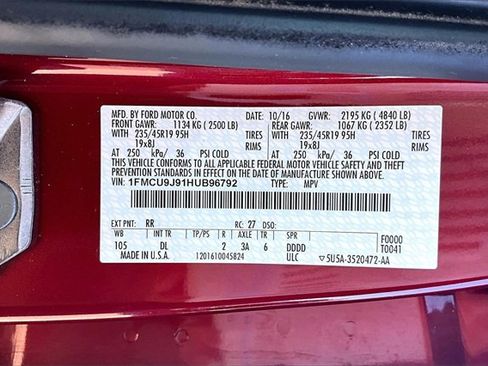 MFD. BY FORD MOTOR CO. 10/16 GVWR: 2195 KG ( 4840 LB)
FRONT GAWR: 1134 KG ( 2500 LB) REAR GAWR: 1067 KG ( 2352 LB)
WITH 235/45R19 95H WITH 235/45R19 95H
TIRES 19x8J TIRES 19x8J
AT 250 kPa/ 36 PSI COLD AT 250 kPa/ 36 PSI COLD
THIS VEHICLE CONFORMS TO ALL APPLICABLE FEDERAL MOTOR VEHICLE SAFETY
AND THEFT PREVENTION STANDARDS IN EFFECT ON THE DATE OF MANUFACTURE SHOWN ABOVE.
VIN: 1FMCU9J91HUB96792 TYPE: MPV
EXT PNT: RR RC: 27 DSO:
WB INT TR TP/PS R AXLE TR SPR
105 DL 2 3A 6 DDDD F0000
MADE IN U.S.A. 1201610045824 ULC T0041
5U5A-3520472-AA